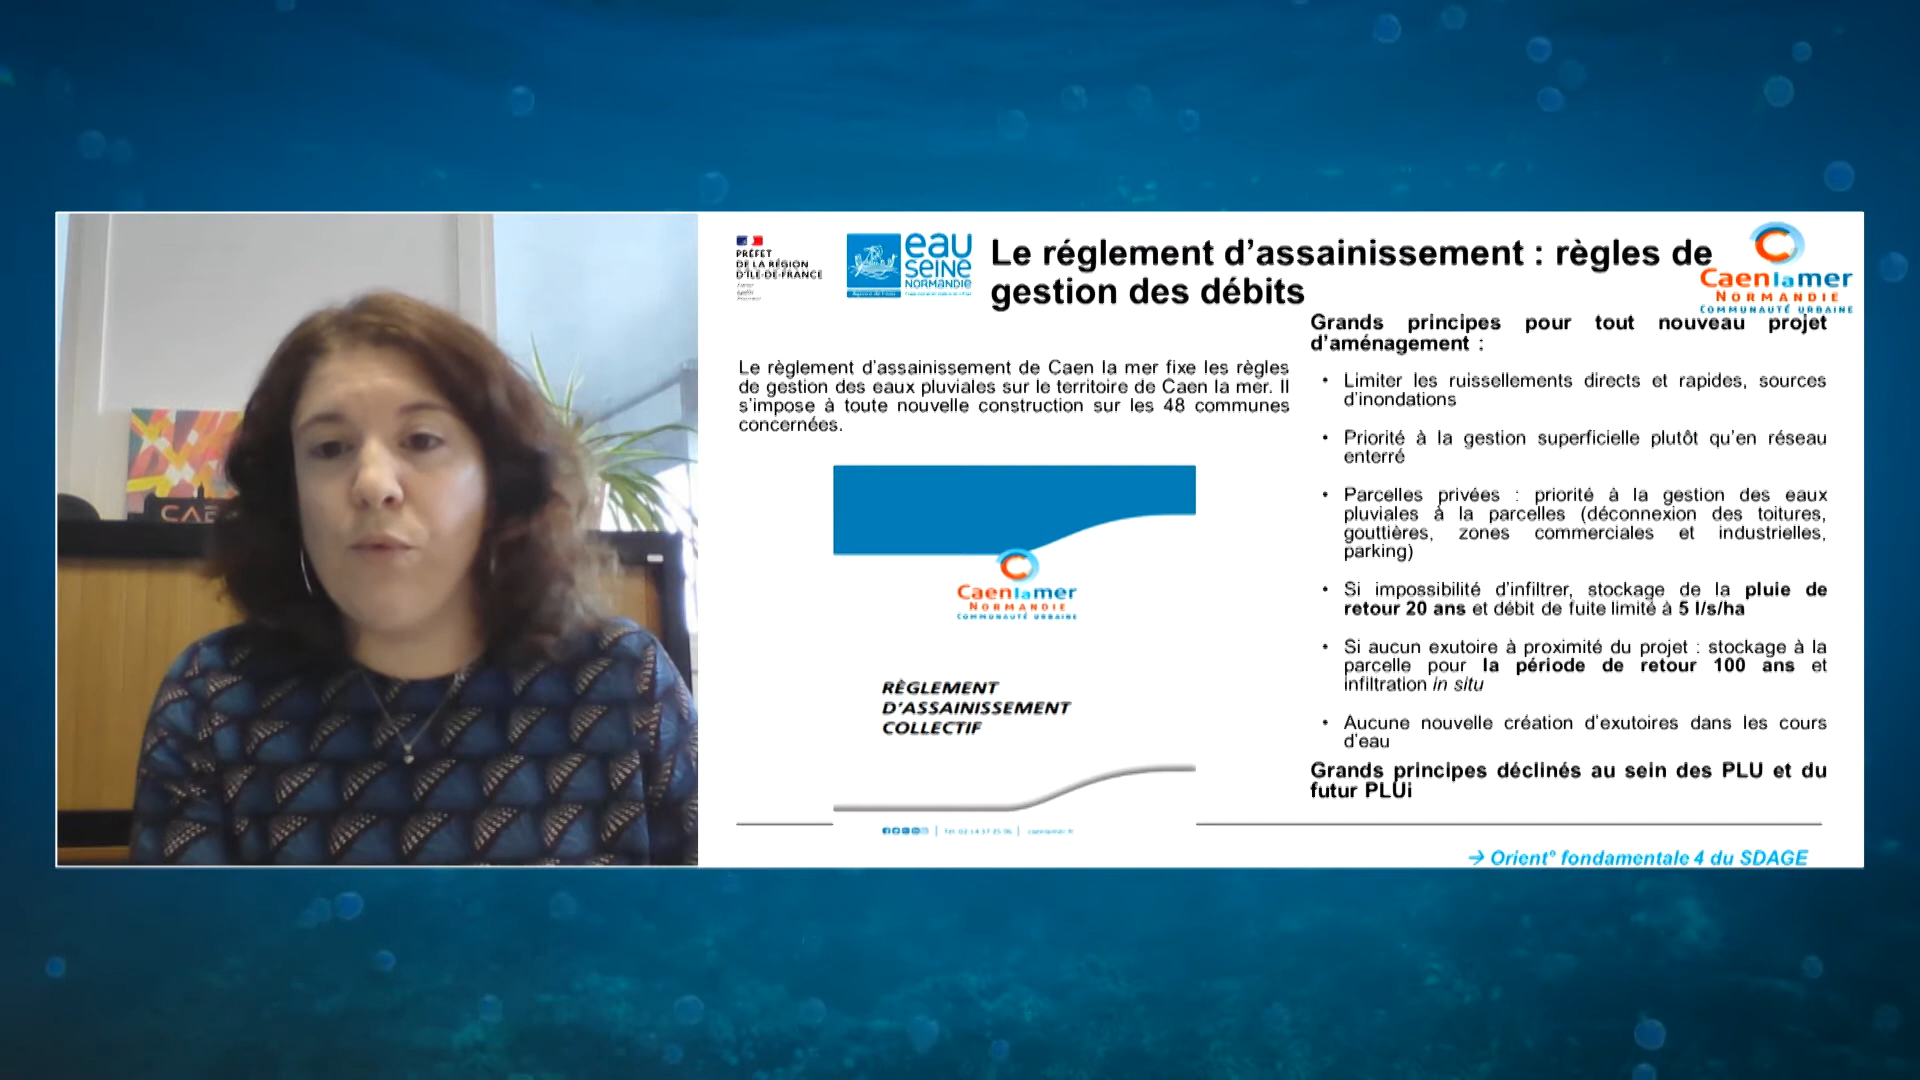 CAE
PRÉFET
DE LA RÉGION
D'ÎLE-DE-FRANCE
eau
SEINE
NORMANDIE
Le réglement d'assainissement : règles de
gestion des débits
Caenlamer
NORMANDIE
COMMUNAUTÉ URBAINE
Le règlement d'assainissement de Caen la mer fixe les règles
de gestion des eaux pluviales sur le territoire de Caen la mer. Il
s'impose à toute nouvelle construction sur les 48 communes
concernées.
Caenlamer
NORMANDIE
COMMUNAUTÉ URBAINE
RÈGLEMENT
D'ASSAINISSEMENT
COLLECTIF
Grands principes pour tout nouveau projet
d'aménagement :
• Limiter les ruissellements directs et rapides, sources
d'inondations
• Priorité à la gestion superficielle plutôt qu'en réseau
enterré
• Parcelles privées : priorité à la gestion des eaux
pluviales à la parcelles (déconnexion des toitures,
gouttières, zones commerciales et industrielles,
parking)
• Si impossibilité d'infiltrer, stockage de la pluie de
retour 20 ans et débit de fuite limité à 5 l/s/ha
• Si aucun exutoire à proximité du projet : stockage à la
parcelle pour la période de retour 100 ans et
infiltration in situ
• Aucune nouvelle création d'exutoires dans les cours
d'eau
Grands principes déclinés au sein des PLU et du
futur PLUi
→ Orient° fondamentale 4 du SDAGE